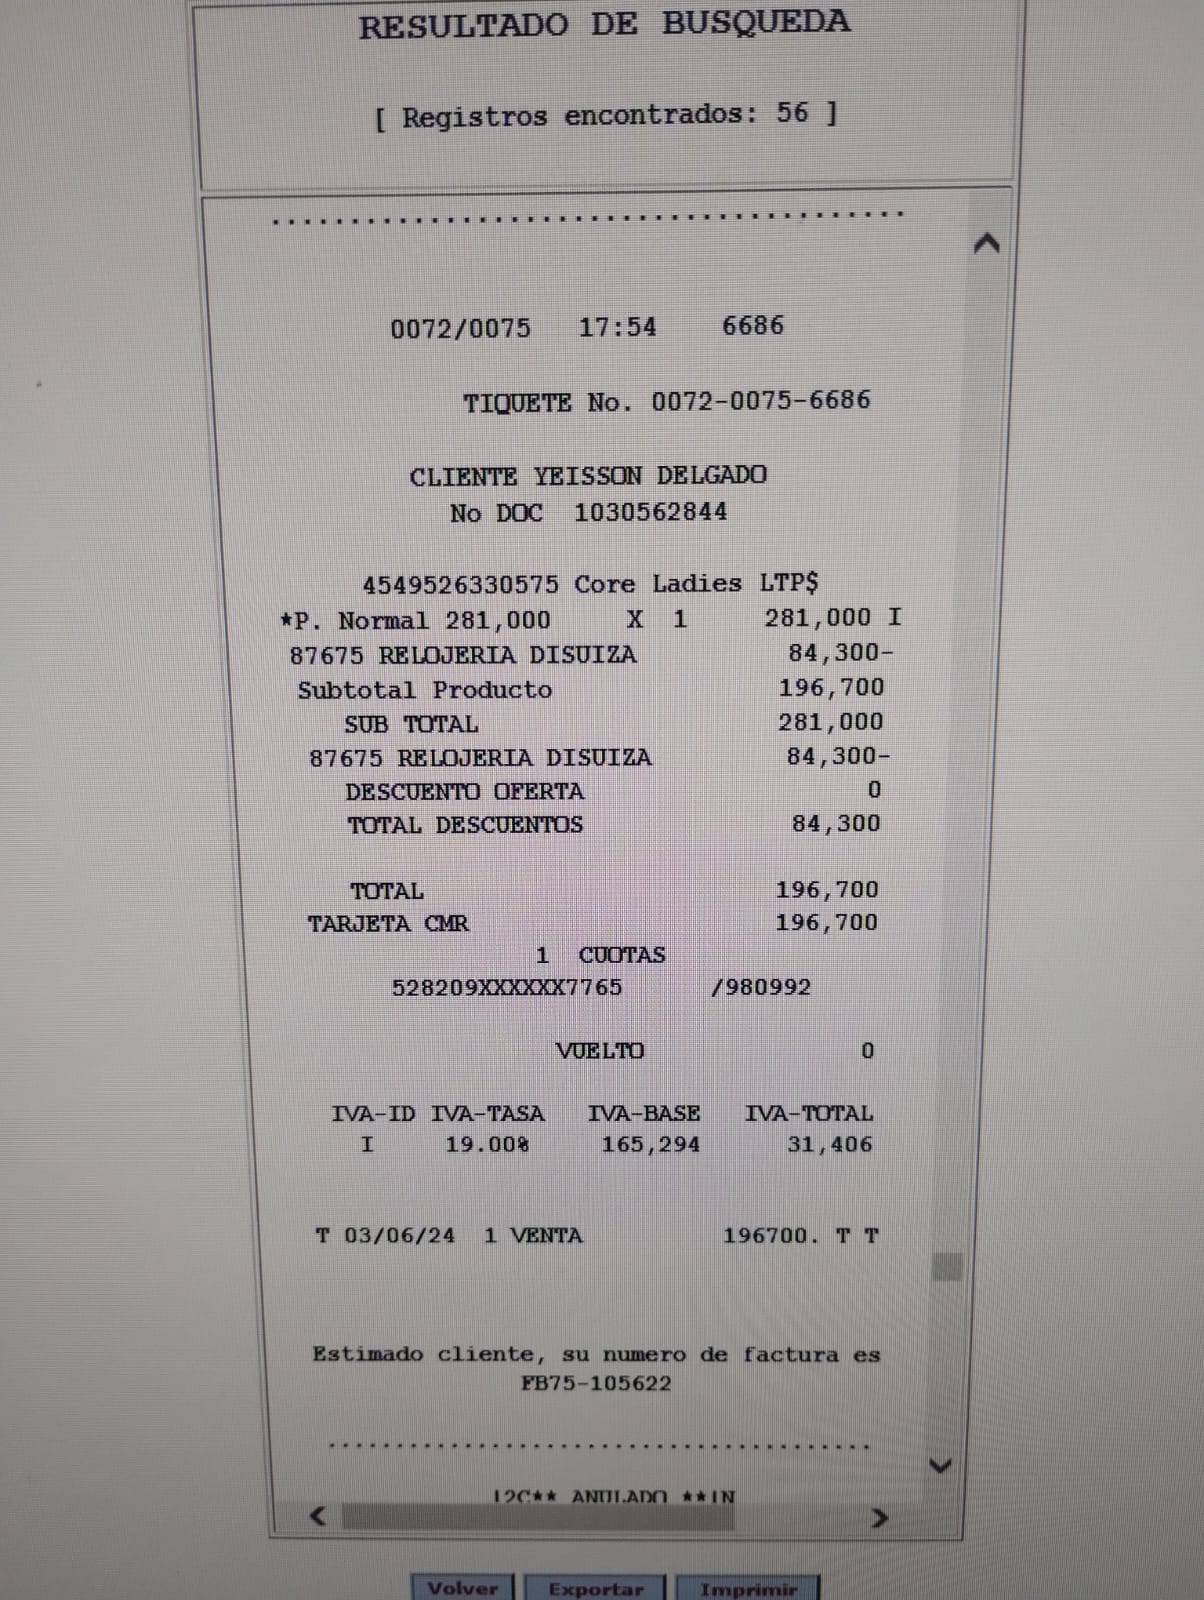 RESULTADO DE BUSQUEDA
[ Registros encontrados: 56 ]
........................................
0072/0075 17:54 6686
TIQUETE No. 0072-0075-6686
CLIENTE YEISSON DELGADO
No DOC 1030562844
4549526330575 Core Ladies LTP$
*P. Normal 281,000 X 1 281,000 I
87675 RELOJERIA DISUIZA 84,300-
Subtotal Producto 196,700
SUB TOTAL 281,000
87675 RELOJERIA DISUIZA 84,300-
DESCUENTO OFERTA 0
TOTAL DESCUENTOS 84,300
TOTAL 196,700
TARJETA CMR 196,700
1 CUOTAS
528209XXXXXX7765 /980992
VUELTO 0
IVA-ID IVA-TASA IVA-BASE IVA-TOTAL
I 19.00% 165,294 31,406
T 03/06/24 1 VENTA 196700. T T
Estimado cliente, su numero de factura es
FB75-105622
........................................
ANULADO
Volver Exportar Imprimir